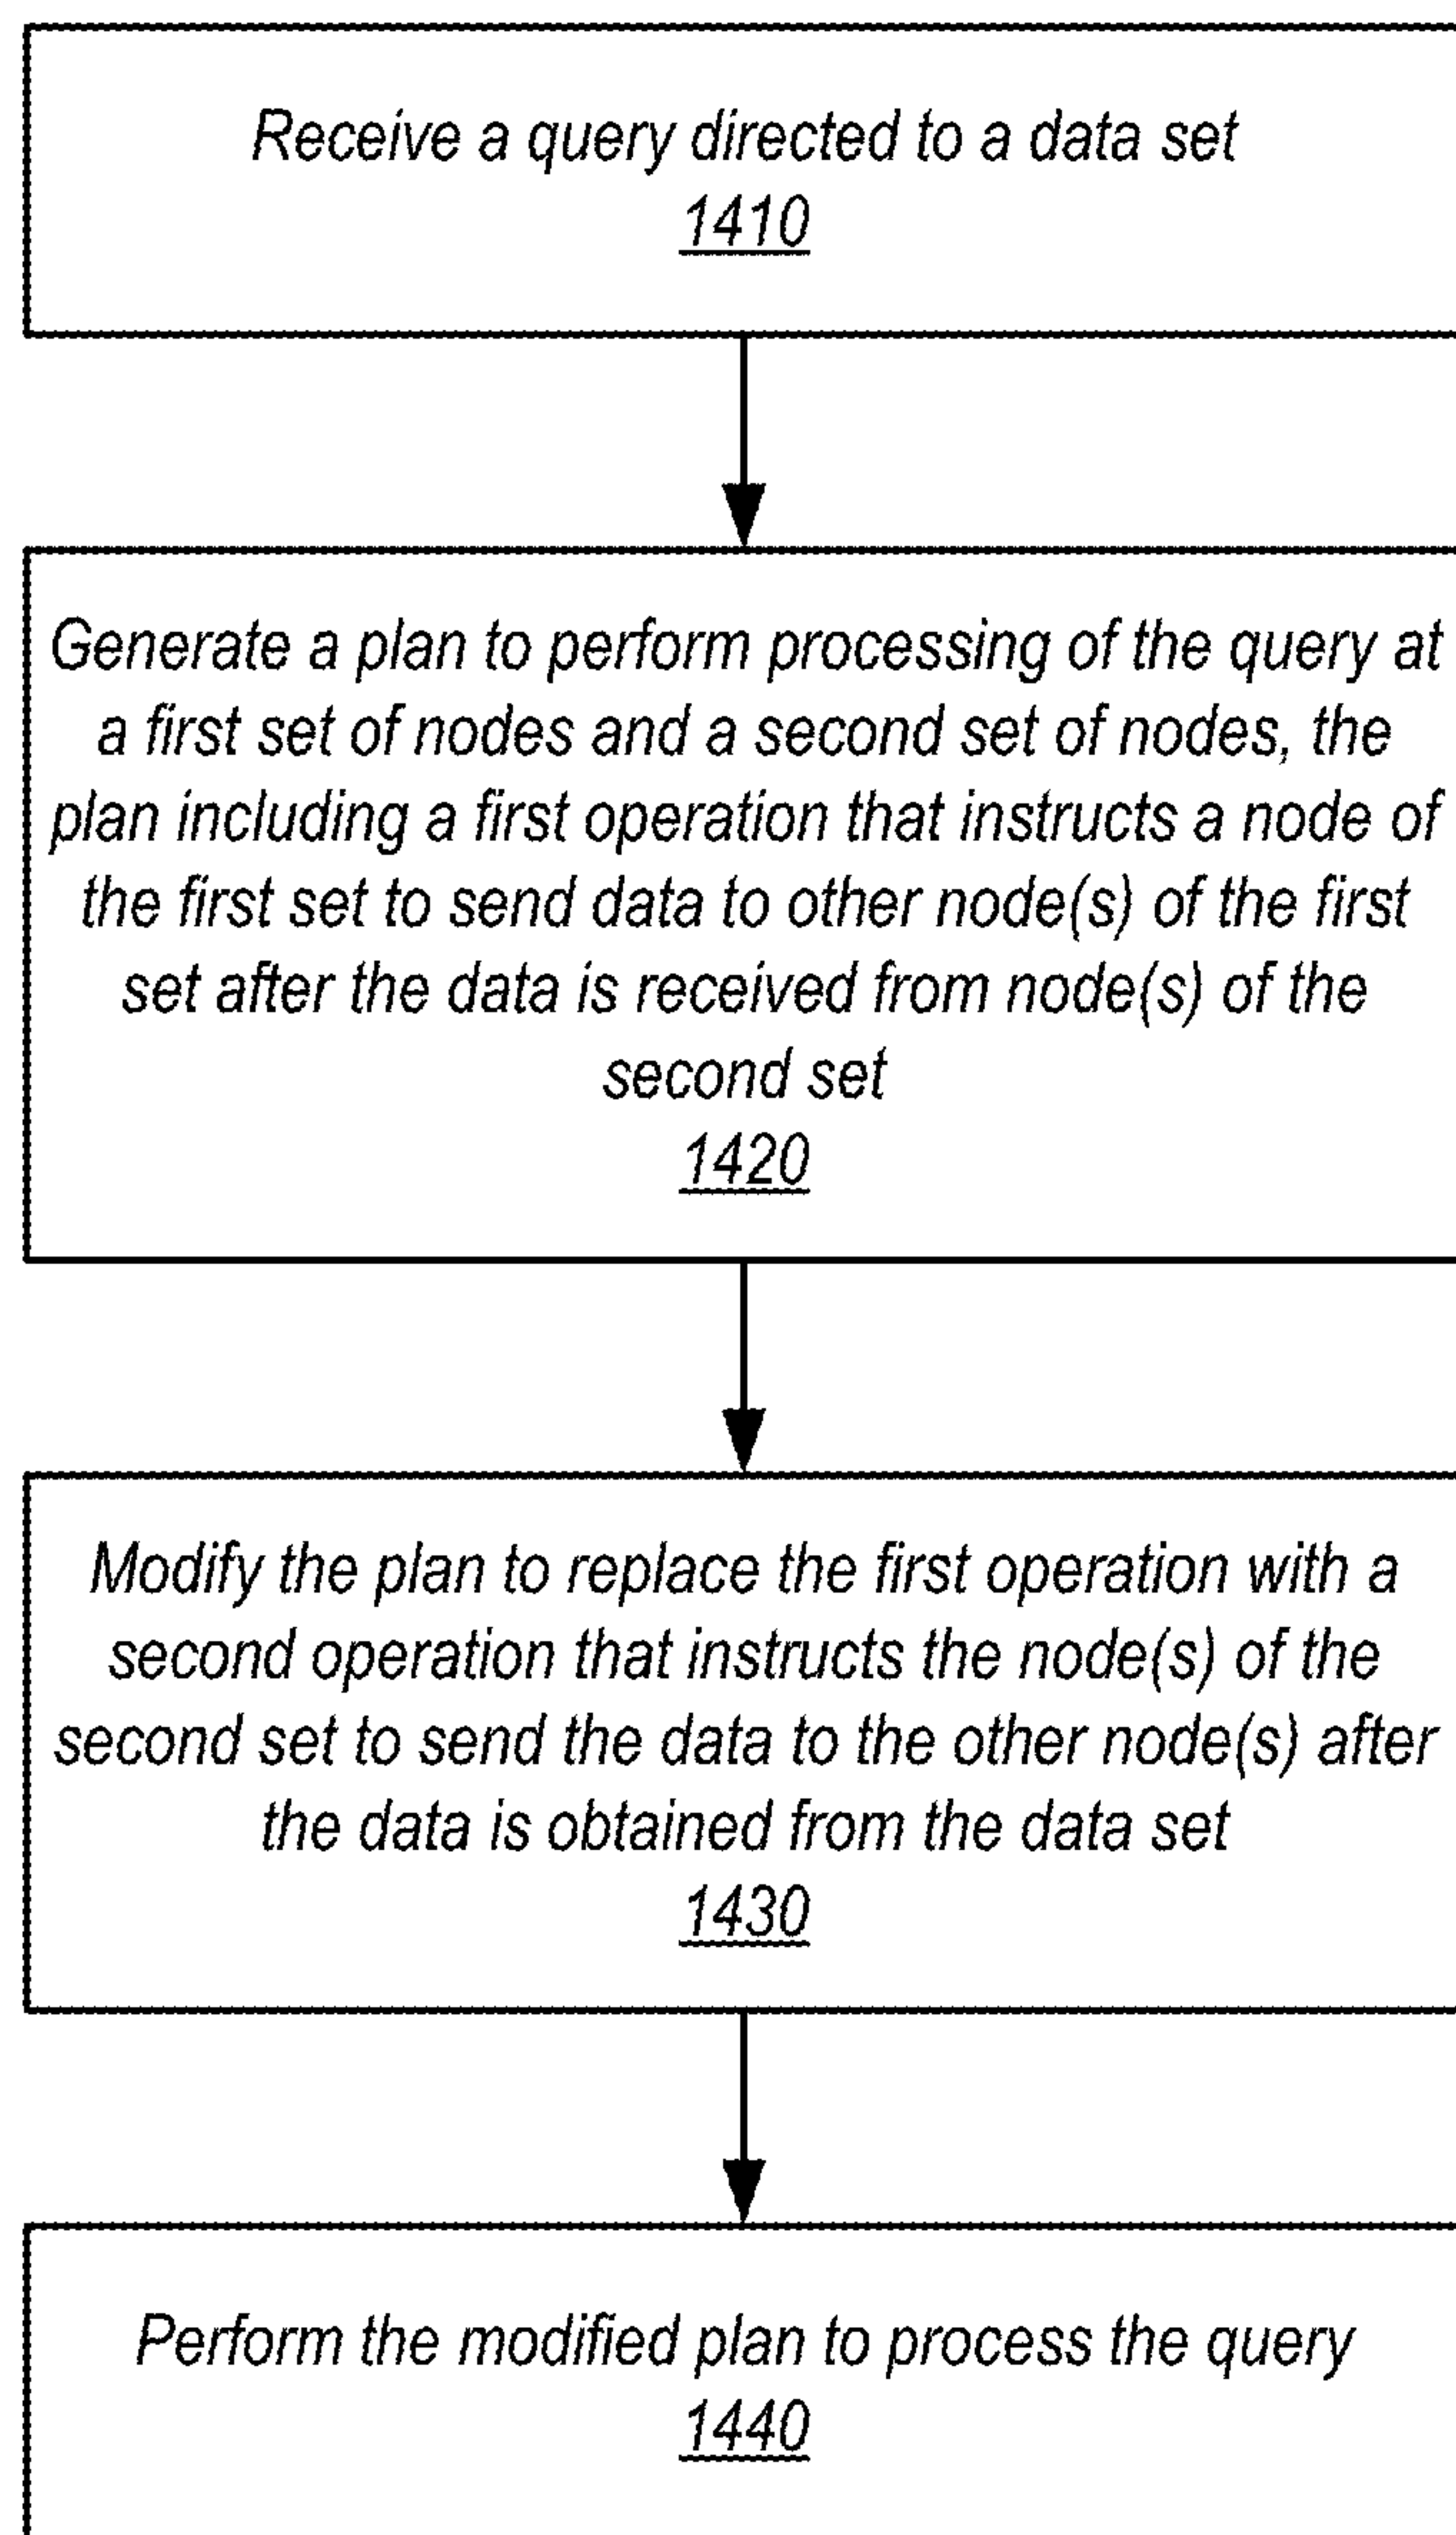 Receive a query directed to a data set
1410
Generate a plan to perform processing of the query at
a first set of nodes and a second set of nodes, the
plan including a first operation that instructs a node of
the first set to send data to other node(s) of the first
set after the data is received from node(s) of the
second set
1420
Modify the plan to replace the first operation with a
second operation that instructs the node(s) of the
second set to send the data to the other node(s) after
the data is obtained from the data set
1430
Perform the modified plan to process the query
1440